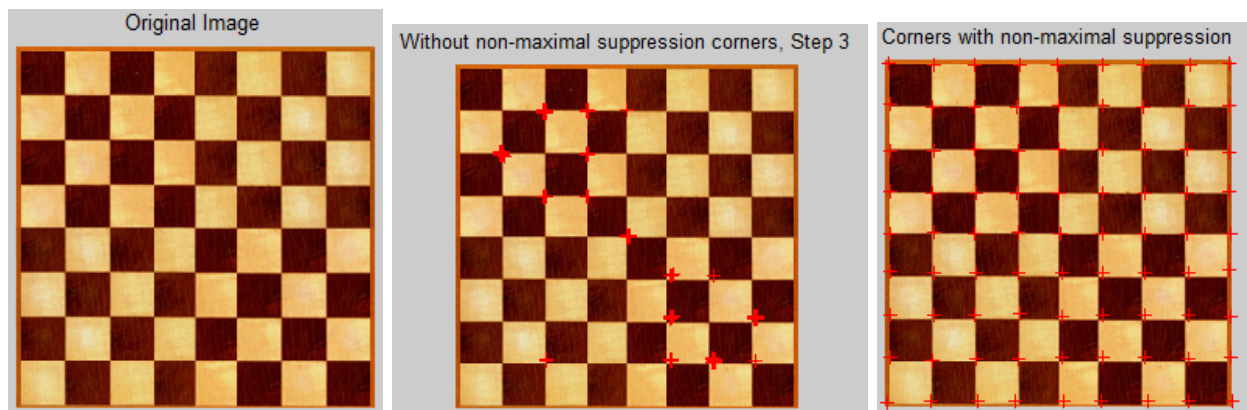 Original Image
Without non-maximal suppression corners, Step 3
Corners with non-maximal suppression